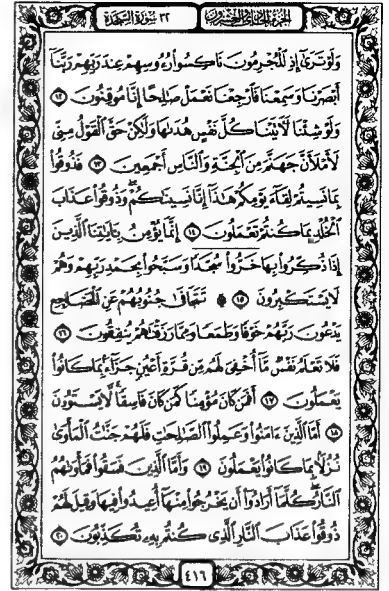 الجزء الحادي والعشرون ٣٢ سورة السجدة
وَلَوْ تَرَىٰٓ إِذِ ٱلْمُجْرِمُونَ نَاكِسُوا۟ رُءُوسِهِمْ عِندَ رَبِّهِمْ رَبَّنَآ
أَبْصَرْنَا وَسَمِعْنَا فَٱرْجِعْنَا نَعْمَلْ صَٰلِحًا إِنَّا مُوقِنُونَ ١٢
وَلَوْ شِئْنَا لَءَاتَيْنَا كُلَّ نَفْسٍ هُدَىٰهَا وَلَٰكِنْ حَقَّ ٱلْقَوْلُ مِنِّى
لَأَمْلَأَنَّ جَهَنَّمَ مِنَ ٱلْجِنَّةِ وَٱلنَّاسِ أَجْمَعِينَ ١٣ فَذُوقُوا۟
بِمَا نَسِيتُمْ لِقَآءَ يَوْمِكُمْ هَٰذَآ إِنَّا نَسِينَٰكُمْ ۖ وَذُوقُوا۟ عَذَابَ
ٱلْخُلْدِ بِمَا كُنتُمْ تَعْمَلُونَ ١٤ إِنَّمَا يُؤْمِنُ بِـَٔايَٰتِنَا ٱلَّذِينَ
إِذَا ذُكِّرُوا۟ بِهَا خَرُّوا۟ سُجَّدًا وَسَبَّحُوا۟ بِحَمْدِ رَبِّهِمْ وَهُمْ
لَا يَسْتَكْبِرُونَ ۩ ١٥ تَتَجَافَىٰ جُنُوبُهُمْ عَنِ ٱلْمَضَاجِعِ
يَدْعُونَ رَبَّهُمْ خَوْفًا وَطَمَعًا وَمِمَّا رَزَقْنَٰهُمْ يُنفِقُونَ ١٦
فَلَا تَعْلَمُ نَفْسٌ مَّآ أُخْفِىَ لَهُم مِّن قُرَّةِ أَعْيُنٍ جَزَآءًۢ بِمَا كَانُوا۟
يَعْمَلُونَ ١٧ أَفَمَن كَانَ مُؤْمِنًا كَمَن كَانَ فَاسِقًا ۚ لَّا يَسْتَوُۥنَ
١٨ أَمَّا ٱلَّذِينَ ءَامَنُوا۟ وَعَمِلُوا۟ ٱلصَّٰلِحَٰتِ فَلَهُمْ جَنَّٰتُ ٱلْمَأْوَىٰ
نُزُلًۢا بِمَا كَانُوا۟ يَعْمَلُونَ ١٩ وَأَمَّا ٱلَّذِينَ فَسَقُوا۟ فَمَأْوَىٰهُمُ
ٱلنَّارُ ۖ كُلَّمَآ أَرَادُوٓا۟ أَن يَخْرُجُوا۟ مِنْهَآ أُعِيدُوا۟ فِيهَا وَقِيلَ لَهُمْ
ذُوقُوا۟ عَذَابَ ٱلنَّارِ ٱلَّذِى كُنتُم بِهِۦ تُكَذِّبُونَ ٢٠
٤١٦